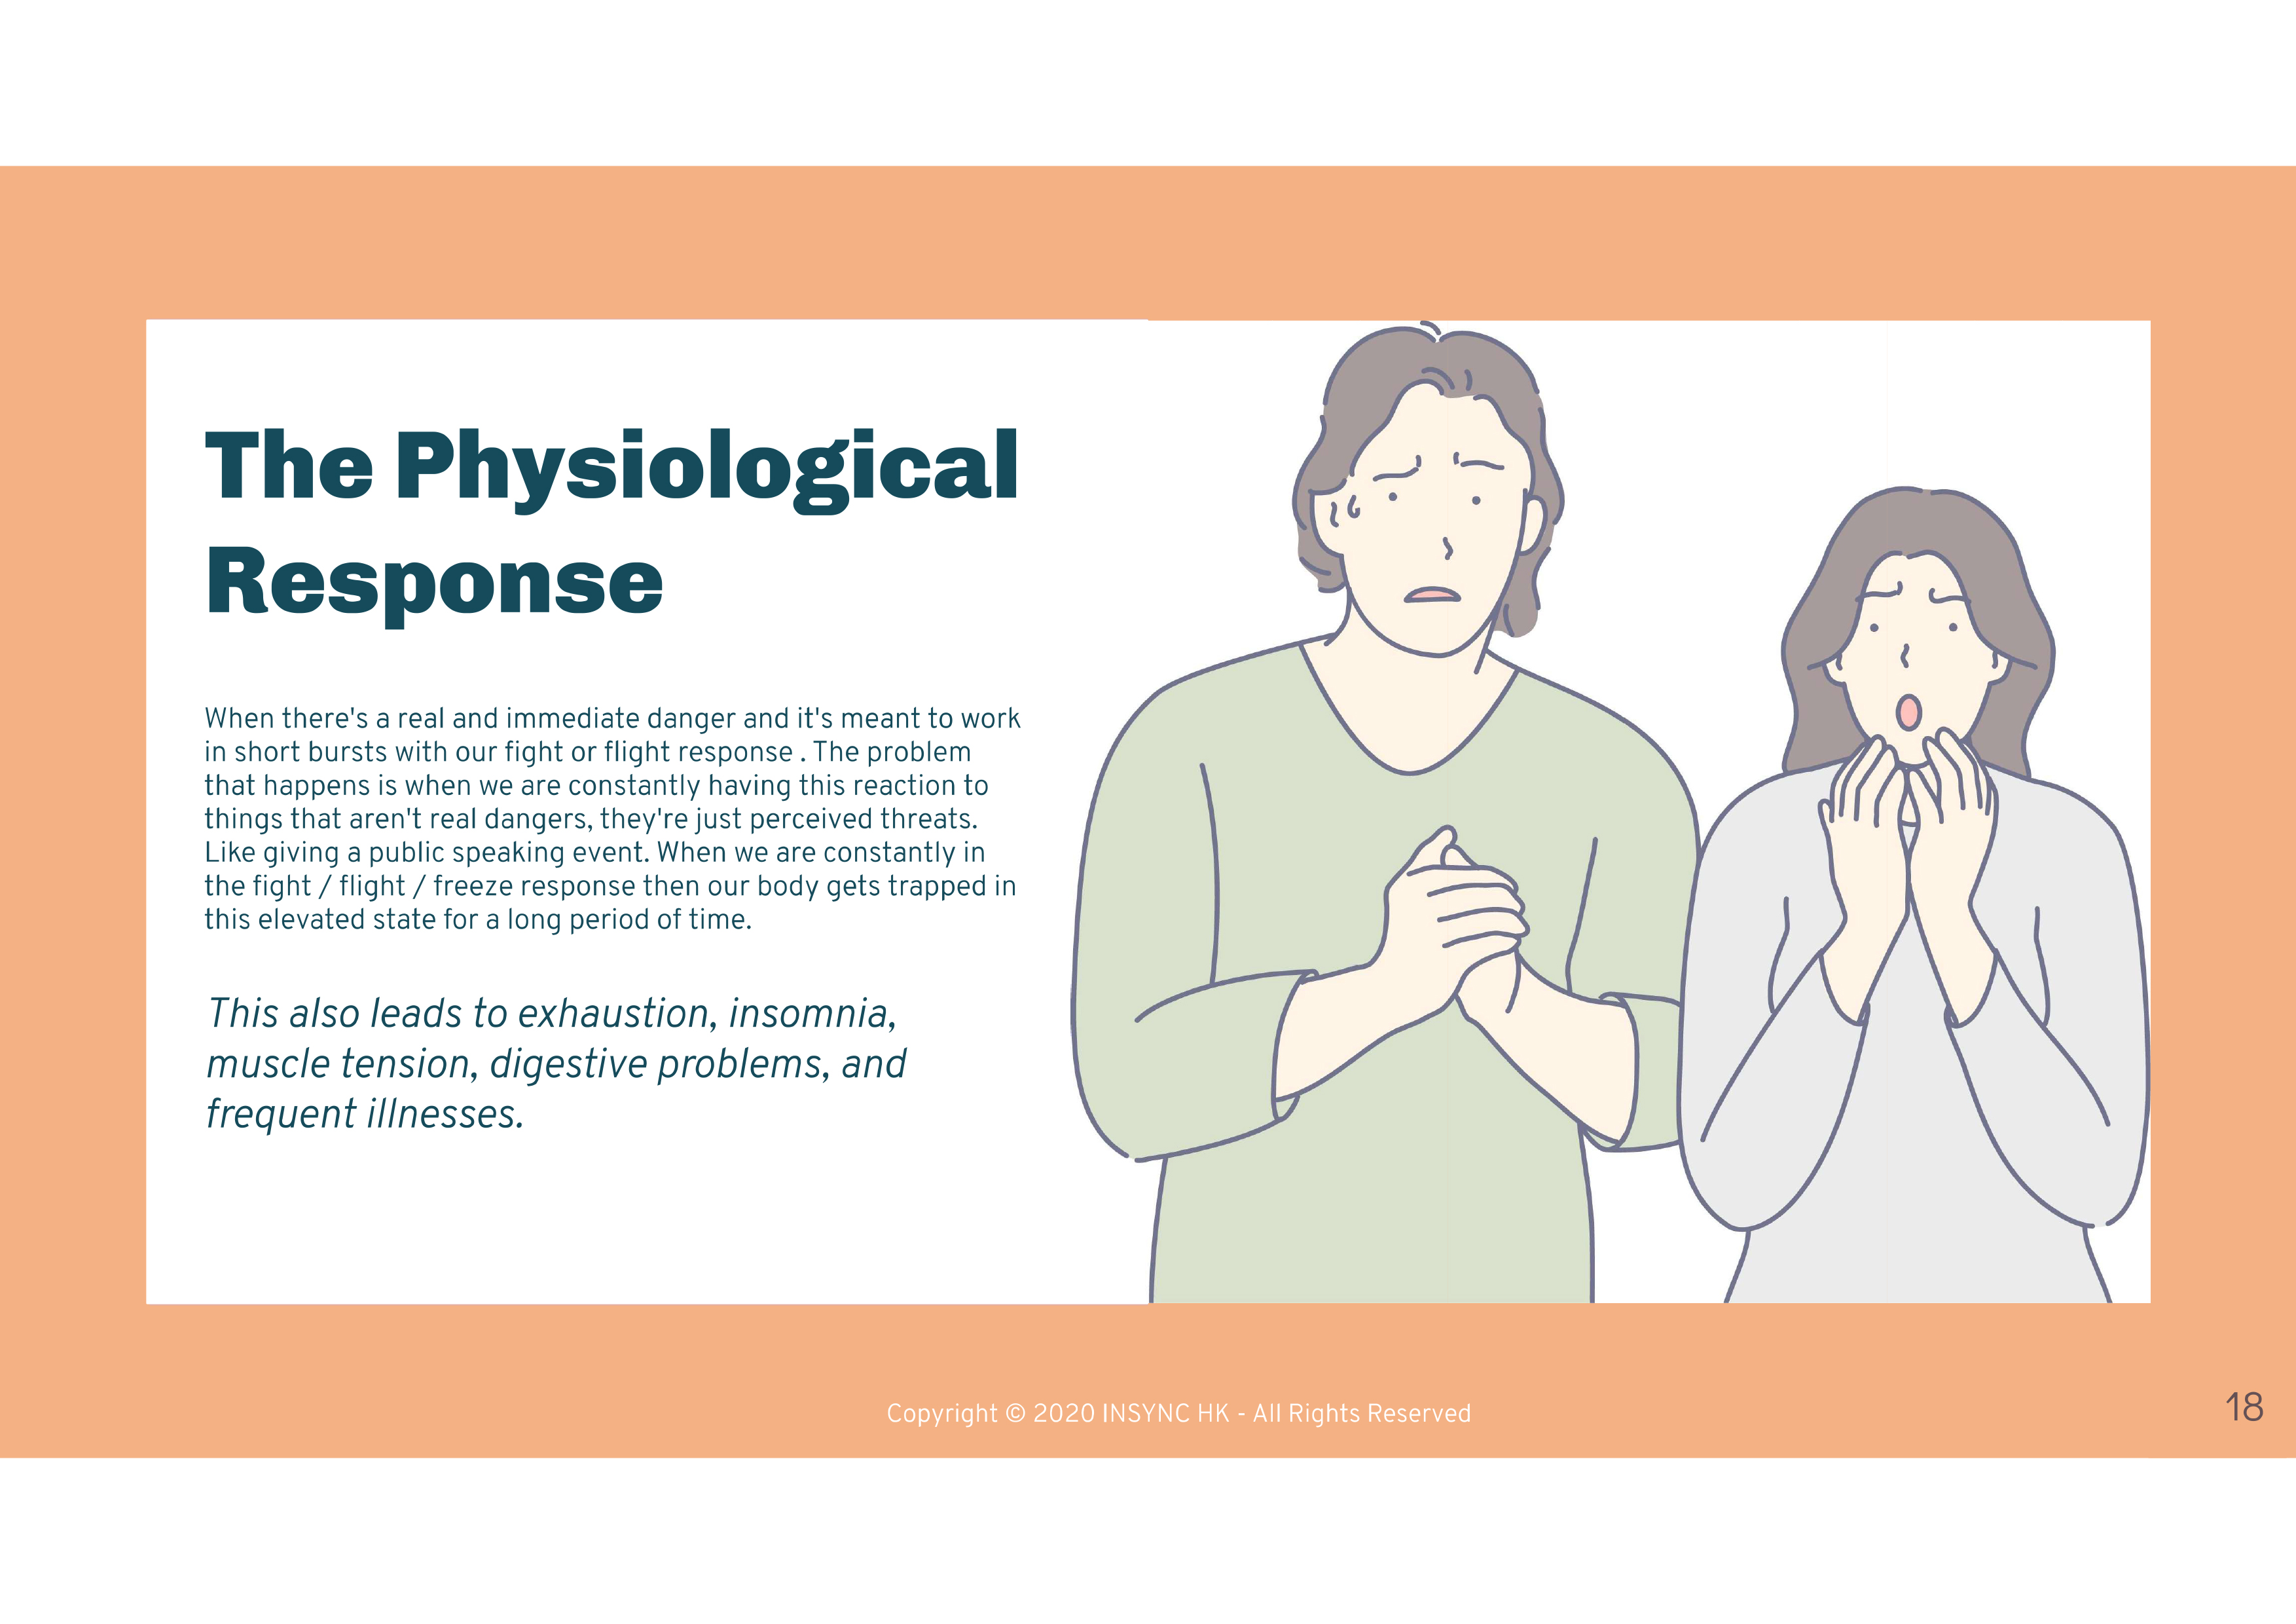 The Physiological
Response
When there's a real and immediate danger and it's meant to work
in short bursts with our fight or flight response . The problem
that happens is when we are constantly having this reaction to
things that aren't real dangers, they're just perceived threats.
Like giving a public speaking event. When we are constantly in
the fight / flight / freeze response then our body gets trapped in
this elevated state for a long period of time.
This also leads to exhaustion, insomnia,
muscle tension, digestive problems, and
frequent illnesses.
Copyright © 2020 INSYNC HK - All Rights Reserved
18